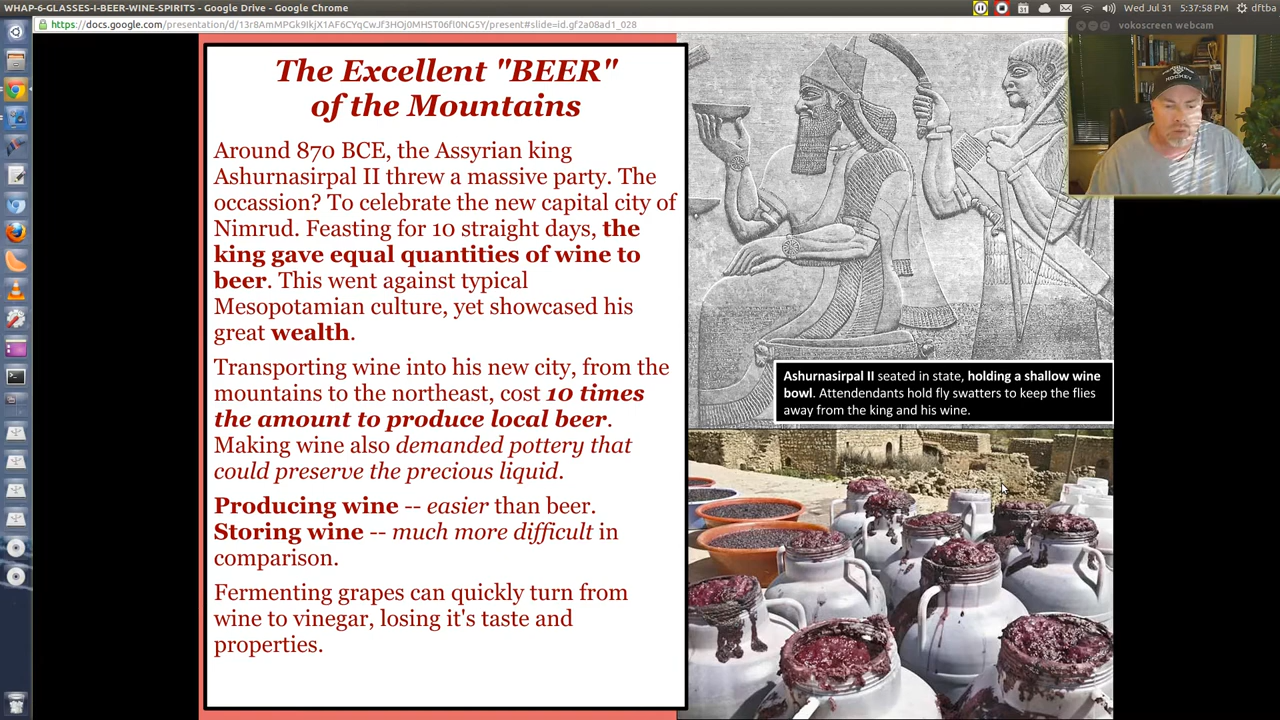 WHAP-6-GLASSES-I-BEER-WINE-SPIRITS - Google Drive - Google Chrome
31
Wed Jul 31
5:37:58 PM
dftba
https://docs.google.com/presentation/d/13r8AmMPGk9lkjX1AF6CYqCwJf3HOj0MHST06fl0NG5Y/present#slide=id.gf2a08ad1_028
vokoscreen webcam
The Excellent "BEER"
of the Mountains
Around 870 BCE, the Assyrian king
Ashurnasirpal II threw a massive party. The
occassion? To celebrate the new capital city of
Nimrud. Feasting for 10 straight days, the
king gave equal quantities of wine to
beer. This went against typical
Mesopotamian culture, yet showcased his
great wealth.
Transporting wine into his new city, from the
mountains to the northeast, cost 10 times
the amount to produce local beer.
Making wine also demanded pottery that
could preserve the precious liquid.
Producing wine -- easier than beer.
Storing wine -- much more difficult in
comparison.
Fermenting grapes can quickly turn from
wine to vinegar, losing it's taste and
properties.
Ashurnasirpal II seated in state, holding a shallow wine
bowl. Attendendants hold fly swatters to keep the flies
away from the king and his wine.
HOCKEY